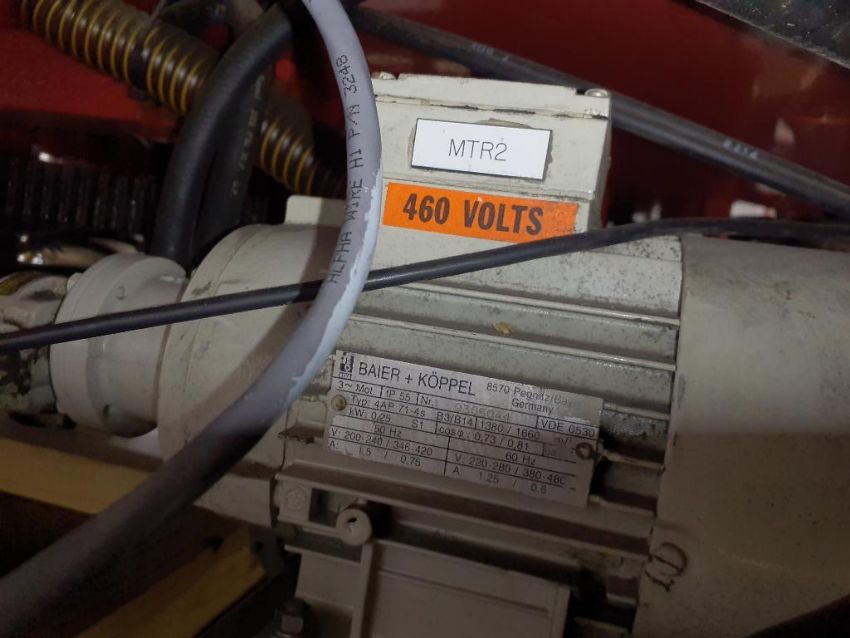 ALPHA WIRE HI P/N 3248
MTR2
460 VOLTS
BAIER + KÖPPEL 8570 Pegnitz/Bay.
Germany
3~ Mot. IP 55 Nr. VDE 0530
Typ: 4AP 71-4s B3/B14 1380 / 1660
kW: 0,25 S1 cosφ: 0,73 / 0,81
50 Hz 60 Hz
V: 200-240 / 346-420 V: 220-280 / 380-480
A: 1,5 / 0,75 A: 1,25 / 0,6